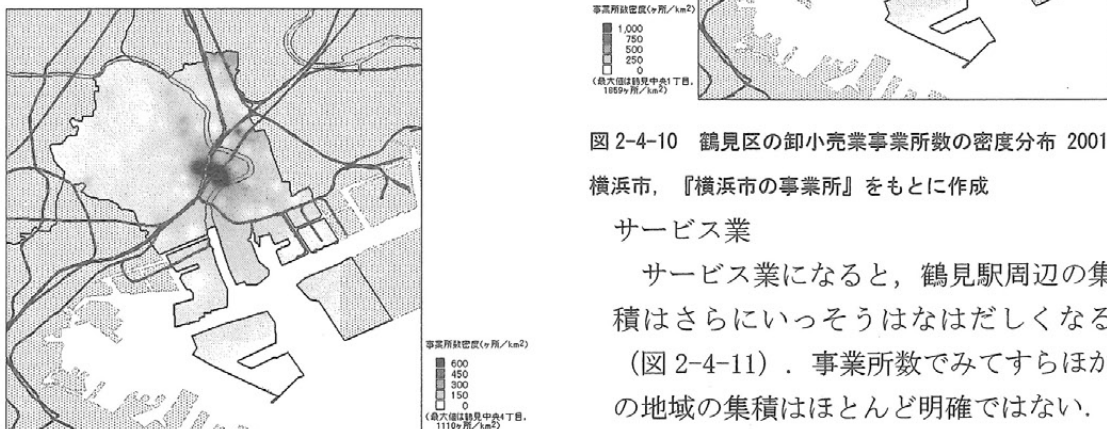 事業所数密度(ヶ所／km2)
1,000
750
500
250
0
(最大値は鶴見中央1丁目，
1859ヶ所／km2)
図 2-4-10 鶴見区の卸小売業事業所数の密度分布 2001
横浜市，『横浜市の事業所』をもとに作成
サービス業
サービス業になると，鶴見駅周辺の集
積はさらにいっそうはなはだしくなる
（図 2-4-11）．事業所数でみてすらほか
の地域の集積はほとんど明確ではない．
事業所数密度(ヶ所／km2)
600
450
300
150
0
(最大値は鶴見中央4丁目，
1110ヶ所／km2)